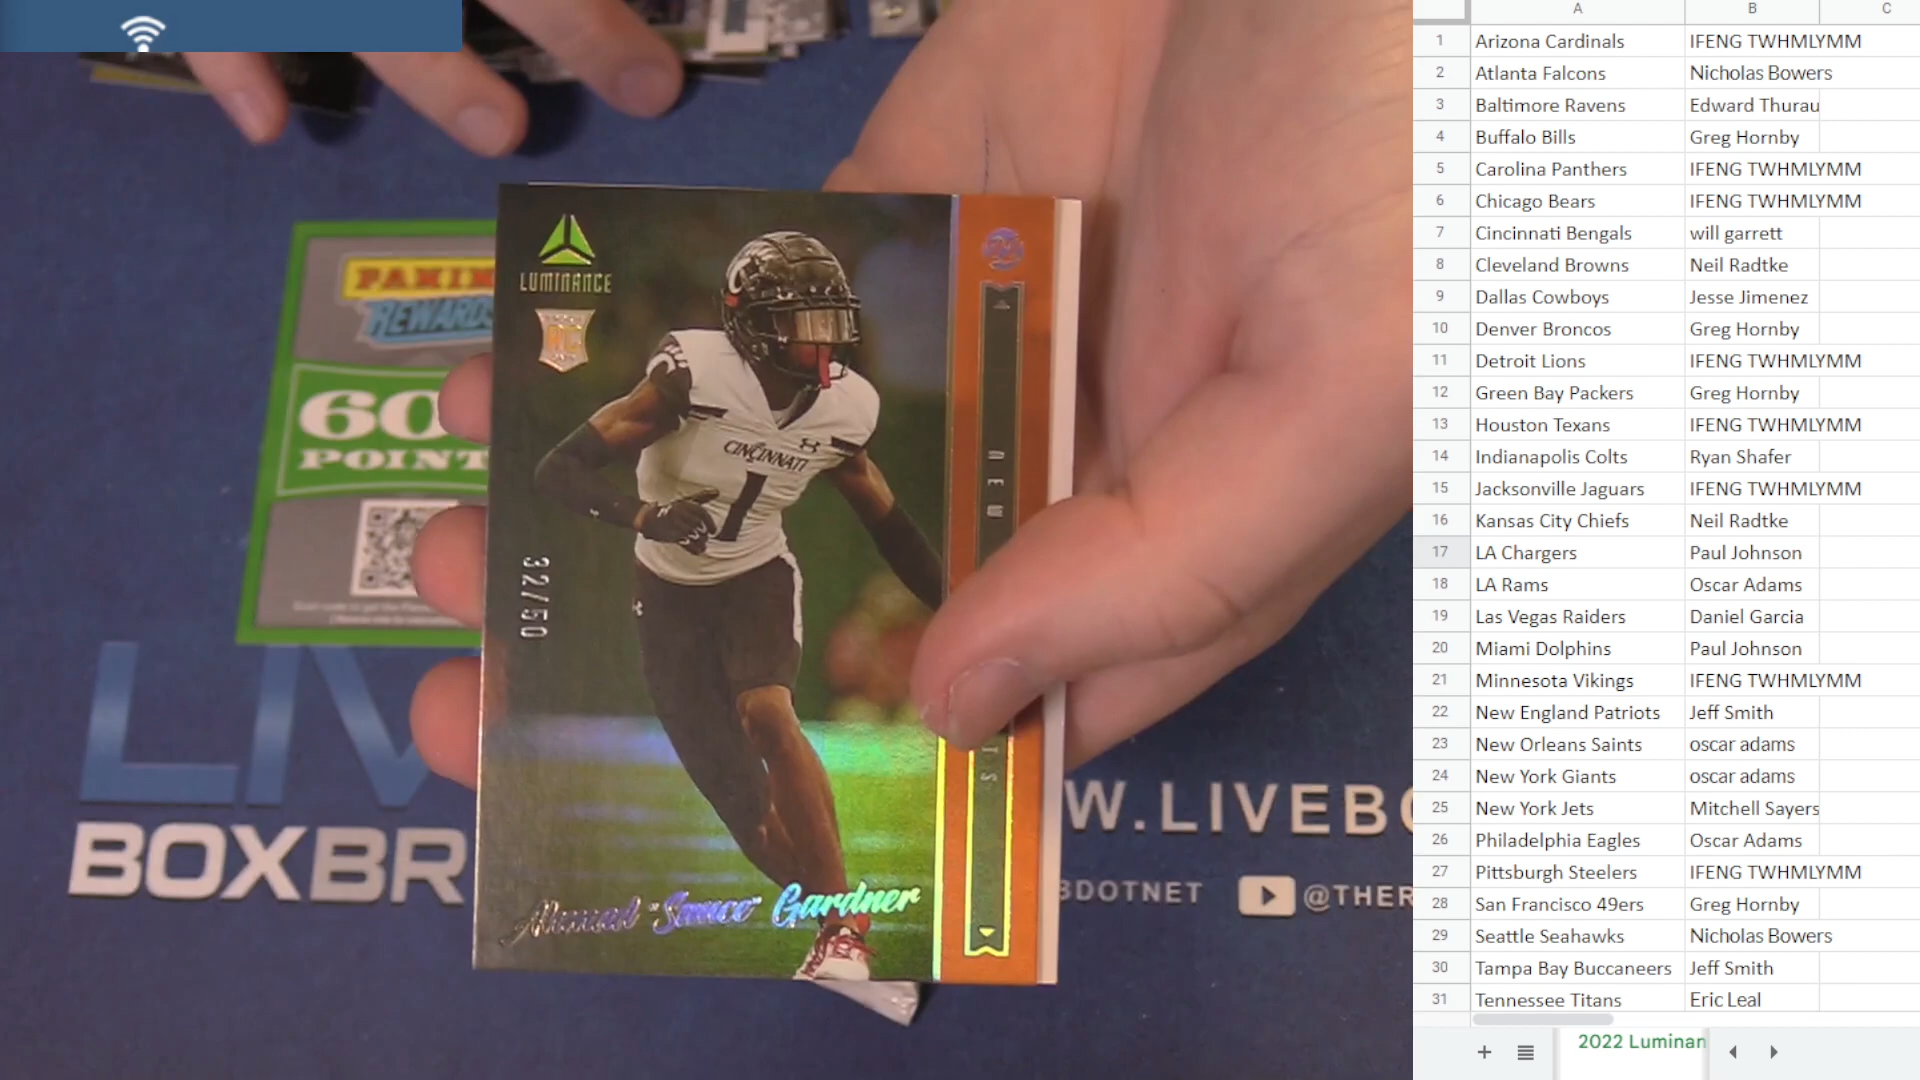 LUMINANCE
RC
32/50
CINCINNATI
1
Ahmad "Sauce" Gardner
NEW
TS
PANINI
REWARDS
60
POINT
LIV
BOXBR
W.LIVEBO
BDOTNET
@THER
A B C
1 Arizona Cardinals IFENG TWHMLYMM
2 Atlanta Falcons Nicholas Bowers
3 Baltimore Ravens Edward Thurau
4 Buffalo Bills Greg Hornby
5 Carolina Panthers IFENG TWHMLYMM
6 Chicago Bears IFENG TWHMLYMM
7 Cincinnati Bengals will garrett
8 Cleveland Browns Neil Radtke
9 Dallas Cowboys Jesse Jimenez
10 Denver Broncos Greg Hornby
11 Detroit Lions IFENG TWHMLYMM
12 Green Bay Packers Greg Hornby
13 Houston Texans IFENG TWHMLYMM
14 Indianapolis Colts Ryan Shafer
15 Jacksonville Jaguars IFENG TWHMLYMM
16 Kansas City Chiefs Neil Radtke
17 LA Chargers Paul Johnson
18 LA Rams Oscar Adams
19 Las Vegas Raiders Daniel Garcia
20 Miami Dolphins Paul Johnson
21 Minnesota Vikings IFENG TWHMLYMM
22 New England Patriots Jeff Smith
23 New Orleans Saints oscar adams
24 New York Giants oscar adams
25 New York Jets Mitchell Sayers
26 Philadelphia Eagles Oscar Adams
27 Pittsburgh Steelers IFENG TWHMLYMM
28 San Francisco 49ers Greg Hornby
29 Seattle Seahawks Nicholas Bowers
30 Tampa Bay Buccaneers Jeff Smith
31 Tennessee Titans Eric Leal
2022 Luminan